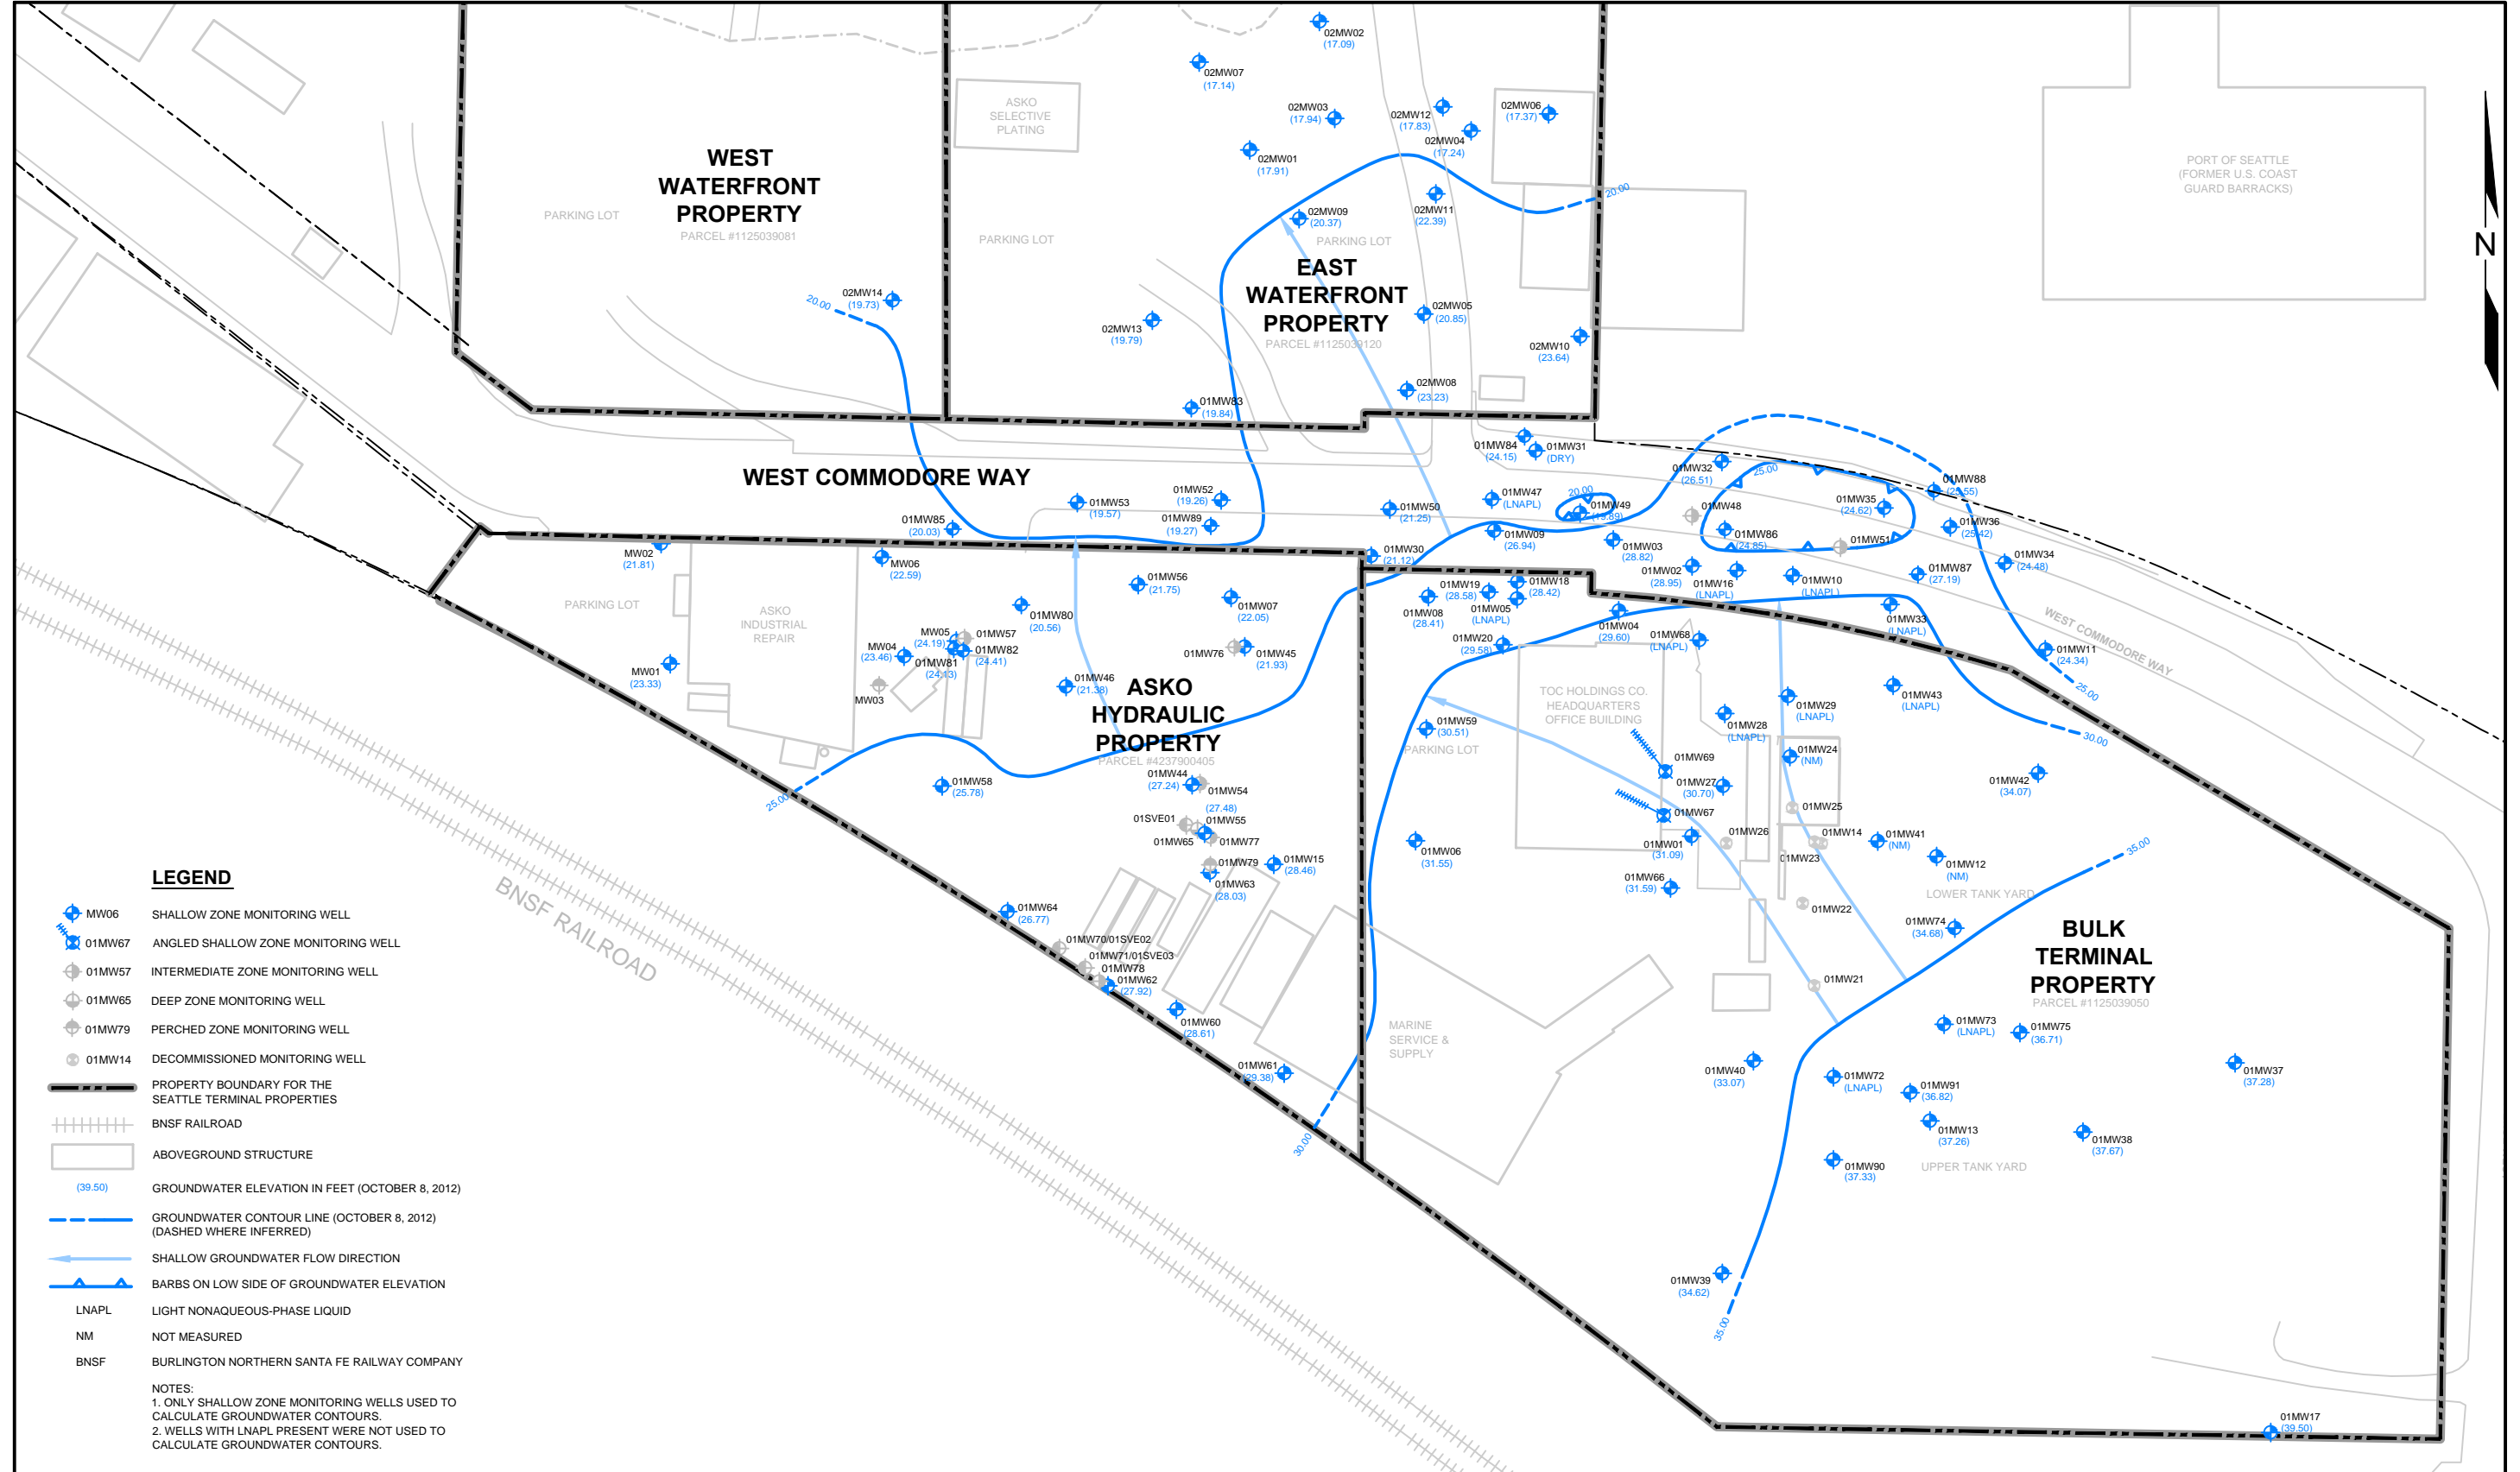 02MW02
(17.09)
02MW07
(17.14)
ASKO
SELECTIVE
PLATING
02MW03
(17.94)
02MW12
(17.83)
02MW06
(17.37)
02MW04
(17.24)
02MW01
(17.91)
WEST
WATERFRONT
PROPERTY
PARCEL #1125039081
PARKING LOT
PORT OF SEATTLE
(FORMER U.S. COAST
GUARD BARRACKS)
20.00
02MW09
(20.37)
02MW11
(22.39)
PARKING LOT
PARKING LOT
N
EAST
WATERFRONT
PROPERTY
PARCEL #1125039120
20.00
02MW14
(19.73)
02MW13
(19.79)
02MW05
(20.85)
02MW10
(23.64)
02MW08
(23.23)
01MW83
(19.84)
01MW84
(24.15)
01MW31
(DRY)
WEST COMMODORE WAY
01MW32
(26.51)
25.00
01MW88
(25.55)
01MW53
(19.57)
01MW52
(19.26)
01MW89
(19.27)
01MW50
(21.25)
01MW47
(LNAPL)
20.00
01MW49
(19.89)
01MW48
01MW35
(24.62)
01MW36
(25.42)
01MW85
(20.03)
01MW09
(26.94)
01MW03
(28.82)
01MW86
(24.85)
01MW51
MW02
(21.81)
MW06
(22.59)
01MW30
(21.12)
01MW34
(24.48)
01MW02
(28.95)
01MW16
(LNAPL)
01MW10
(LNAPL)
01MW87
(27.19)
01MW56
(21.75)
01MW07
(22.05)
01MW19
(28.58)
01MW18
(28.42)
01MW08
(28.41)
01MW05
(LNAPL)
01MW80
(20.56)
PARKING LOT
ASKO
INDUSTRIAL
REPAIR
01MW04
(29.60)
01MW33
(LNAPL)
WEST COMMODORE WAY
MW05
(24.19)
01MW57
MW04
(23.46)
01MW82
(24.41)
01MW81
(24.13)
01MW76
01MW45
(21.93)
01MW20
(29.58)
01MW68
(LNAPL)
01MW11
(24.34)
25.00
MW01
(23.33)
MW03
01MW46
(21.38)
ASKO
HYDRAULIC
PROPERTY
PARCEL #4237900405
TOC HOLDINGS CO.
HEADQUARTERS
OFFICE BUILDING
01MW29
(LNAPL)
01MW43
(LNAPL)
01MW28
(LNAPL)
01MW59
(30.51)
PARKING LOT
30.00
01MW24
(NM)
01MW69
01MW27
(30.70)
01MW42
(34.07)
01MW58
(25.78)
25.00
01MW44
(27.24)
01MW54
(27.48)
01MW55
01SVE01
01MW65
01MW77
01MW67
01MW25
01MW26
01MW14
01MW23
01MW41
(NM)
01MW12
(NM)
35.00
01MW06
(31.55)
01MW01
(31.09)
01MW79
01MW15
(28.46)
01MW63
(28.03)
01MW66
(31.59)
LOWER TANK YARD
01MW22
01MW64
(26.77)
01MW74
(34.68)
BULK
TERMINAL
PROPERTY
PARCEL #1125039050
01MW70/01SVE02
01MW71/01SVE03
01MW78
01MW62
(27.92)
01MW21
BNSF RAILROAD
01MW60
(28.61)
MARINE
SERVICE &
SUPPLY
01MW73
(LNAPL)
01MW75
(36.71)
01MW61
(29.38)
01MW40
(33.07)
01MW72
(LNAPL)
01MW91
(36.82)
01MW37
(37.28)
01MW13
(37.26)
01MW38
(37.67)
30.00
01MW90
(37.33)
UPPER TANK YARD
01MW39
(34.62)
35.00
01MW17
(39.50)
LEGEND
MW06 SHALLOW ZONE MONITORING WELL
01MW67 ANGLED SHALLOW ZONE MONITORING WELL
01MW57 INTERMEDIATE ZONE MONITORING WELL
01MW65 DEEP ZONE MONITORING WELL
01MW79 PERCHED ZONE MONITORING WELL
01MW14 DECOMMISSIONED MONITORING WELL
PROPERTY BOUNDARY FOR THE
SEATTLE TERMINAL PROPERTIES
BNSF RAILROAD
ABOVEGROUND STRUCTURE
(39.50) GROUNDWATER ELEVATION IN FEET (OCTOBER 8, 2012)
GROUNDWATER CONTOUR LINE (OCTOBER 8, 2012)
(DASHED WHERE INFERRED)
SHALLOW GROUNDWATER FLOW DIRECTION
BARBS ON LOW SIDE OF GROUNDWATER ELEVATION
LNAPL LIGHT NONAQUEOUS-PHASE LIQUID
NM NOT MEASURED
BNSF BURLINGTON NORTHERN SANTA FE RAILWAY COMPANY
NOTES:
1. ONLY SHALLOW ZONE MONITORING WELLS USED TO
CALCULATE GROUNDWATER CONTOURS.
2. WELLS WITH LNAPL PRESENT WERE NOT USED TO
CALCULATE GROUNDWATER CONTOURS.